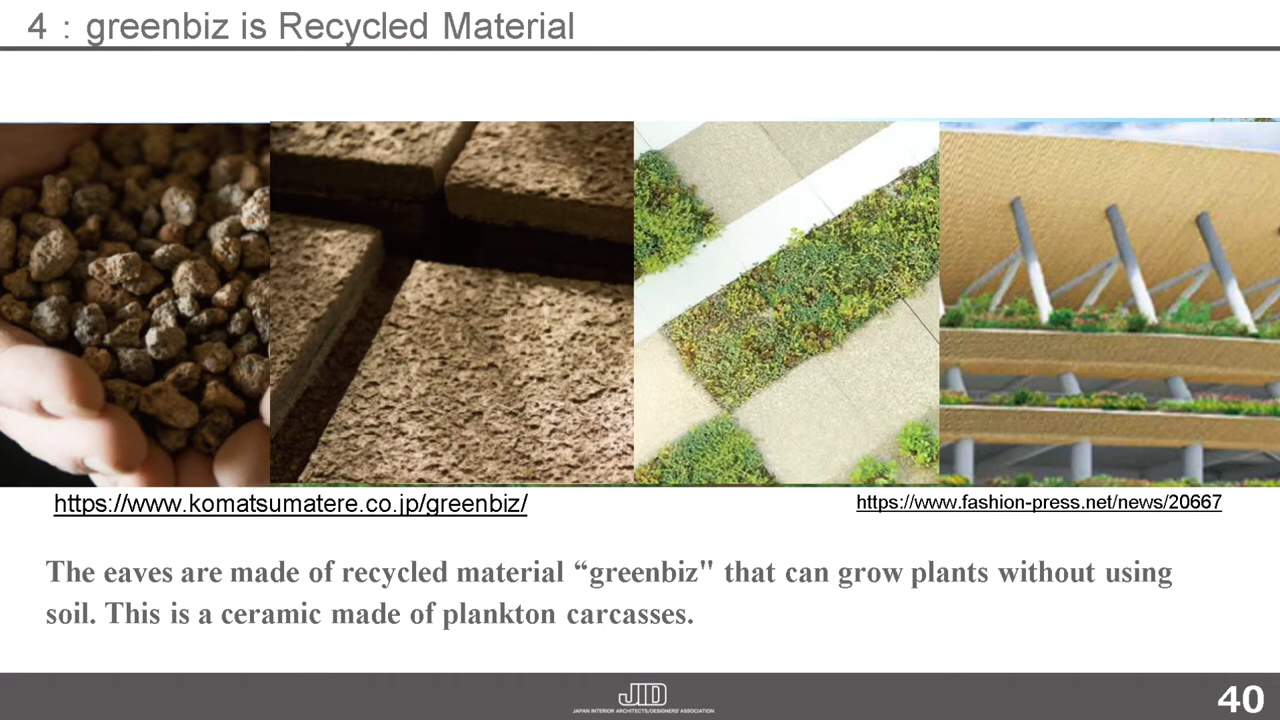 4：greenbiz is Recycled Material
https://www.komatsumatere.co.jp/greenbiz/
https://www.fashion-press.net/news/20667
The eaves are made of recycled material “greenbiz" that can grow plants without using
soil. This is a ceramic made of plankton carcasses.
JID
JAPAN INTERIOR ARCHITECTS/DESIGNERS' ASSOCIATION
40